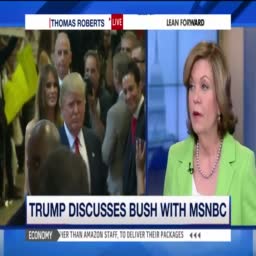 THOMAS ROBERTS
LIVE
LEAN FORWARD
TRUMP DISCUSSES BUSH WITH MSNBC
ECONOMY
HER THAN AMAZON STAFF, TO DELIVER THEIR PACKAGES